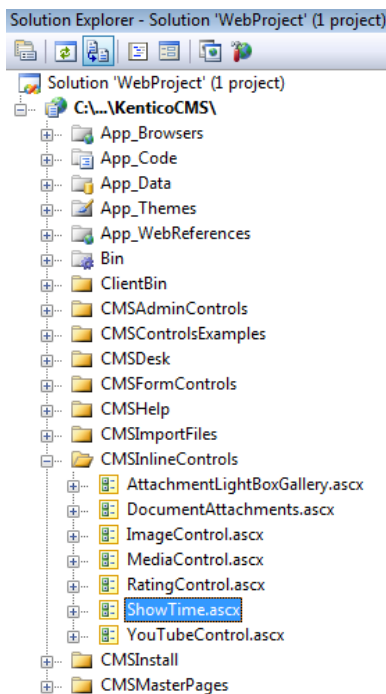 Solution Explorer - Solution 'WebProject' (1 project)
Solution 'WebProject' (1 project)
C:\...\KenticoCMS\
App_Browsers
App_Code
App_Data
App_Themes
App_WebReferences
Bin
ClientBin
CMSAdminControls
CMSControlsExamples
CMSDesk
CMSFormControls
CMSHelp
CMSImportFiles
CMSInlineControls
AttachmentLightBoxGallery.ascx
DocumentAttachments.ascx
ImageControl.ascx
MediaControl.ascx
RatingControl.ascx
ShowTime.ascx
YouTubeControl.ascx
CMSInstall
CMSMasterPages